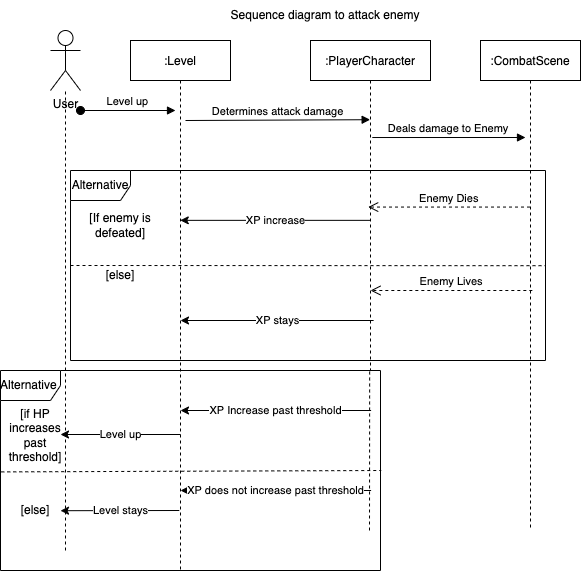 Sequence diagram to attack enemy
:Level
:PlayerCharacter
:CombatScene
User
Level up
Determines attack damage
Deals damage to Enemy
Alternative
Enemy Dies
[If enemy is
defeated]
XP increase
[else]
Enemy Lives
XP stays
Alternative
[if HP
increases
past
threshold]
XP Increase past threshold
Level up
XP does not increase past threshold
[else]
Level stays